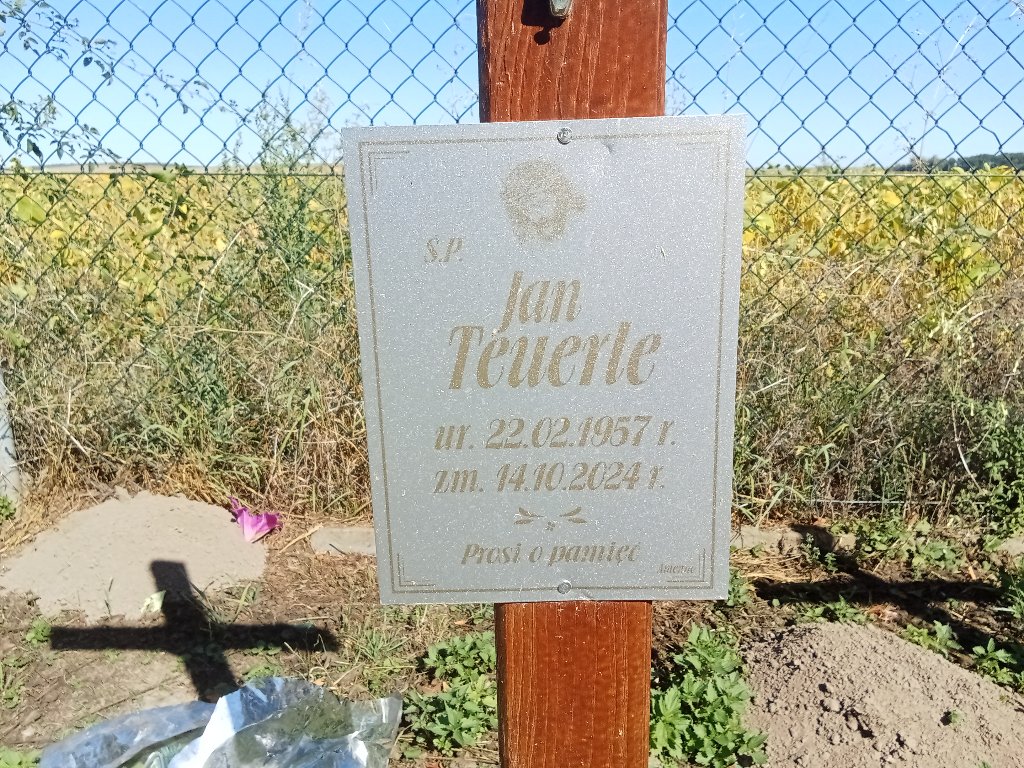 Ś.P.
Jan
Teuerle
ur. 22.02.1957 r.
zm. 14.10.2024 r.
Prosi o pamięć